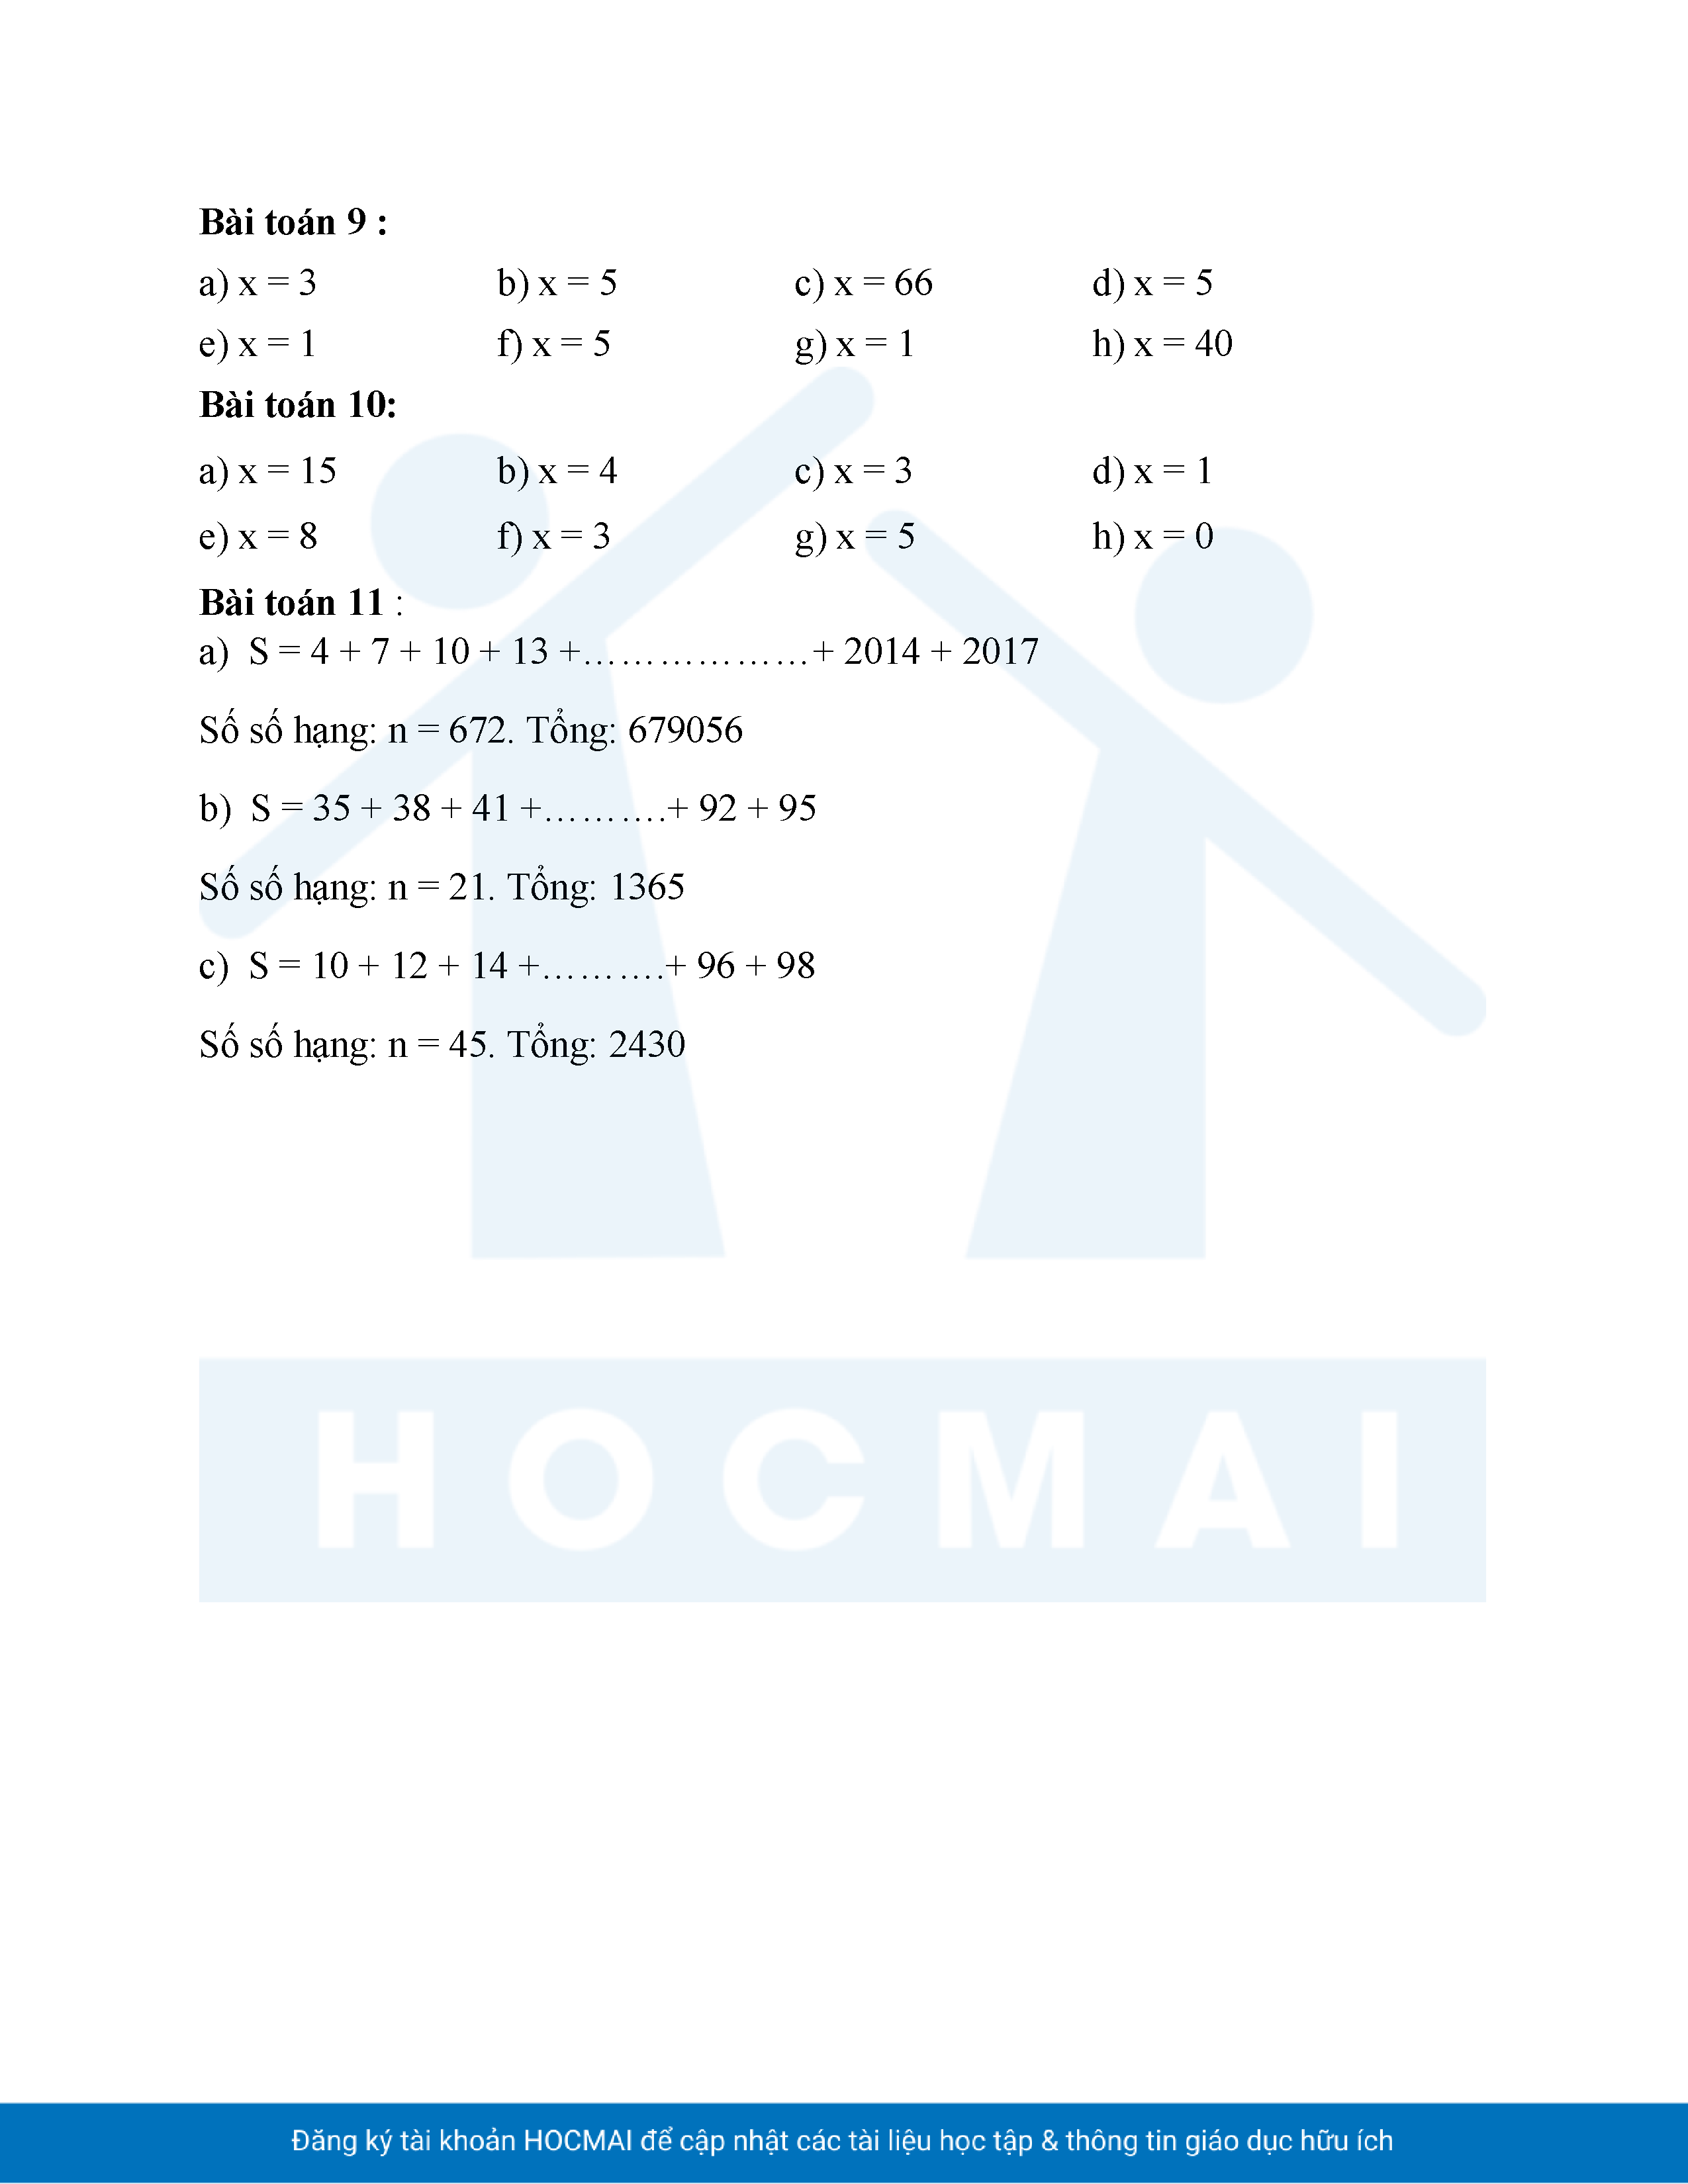 Bài toán 9 :
a) x = 3 b) x = 5 c) x = 66 d) x = 5
e) x = 1 f) x = 5 g) x = 1 h) x = 40
Bài toán 10:
a) x = 15 b) x = 4 c) x = 3 d) x = 1
e) x = 8 f) x = 3 g) x = 5 h) x = 0
Bài toán 11 :
a) S = 4 + 7 + 10 + 13 +………………+ 2014 + 2017
Số số hạng: n = 672. Tổng: 679056
b) S = 35 + 38 + 41 +……….+ 92 + 95
Số số hạng: n = 21. Tổng: 1365
c) S = 10 + 12 + 14 +……….+ 96 + 98
Số số hạng: n = 45. Tổng: 2430
HOCMAI
Đăng ký tài khoản HOCMAI để cập nhật các tài liệu học tập & thông tin giáo dục hữu ích